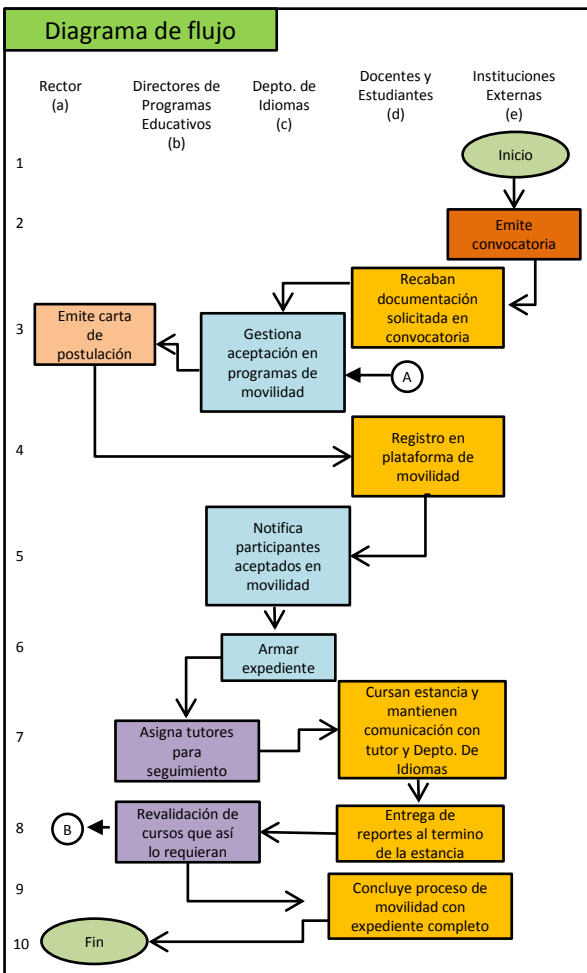 Diagrama de flujo
Rector
(a)
Directores de
Programas
Educativos
(b)
Depto. de
Idiomas
(c)
Docentes y
Estudiantes
(d)
Instituciones
Externas
(e)
1
Inicio
2
Emite
convocatoria
Recaban
documentación
solicitada en
convocatoria
3
Emite carta
de
postulación
Gestiona
aceptación en
programas de
movilidad
A
4
Registro en
plataforma de
movilidad
5
Notifica
participantes
aceptados en
movilidad
6
Armar
expediente
7
Asigna tutores
para
seguimiento
Cursan estancia y
mantienen
comunicación con
tutor y Depto. De
Idiomas
8
B
Revalidación de
cursos que así
lo requieran
Entrega de
reportes al termino
de la estancia
9
Concluye proceso de
movilidad con
expediente completo
10
Fin